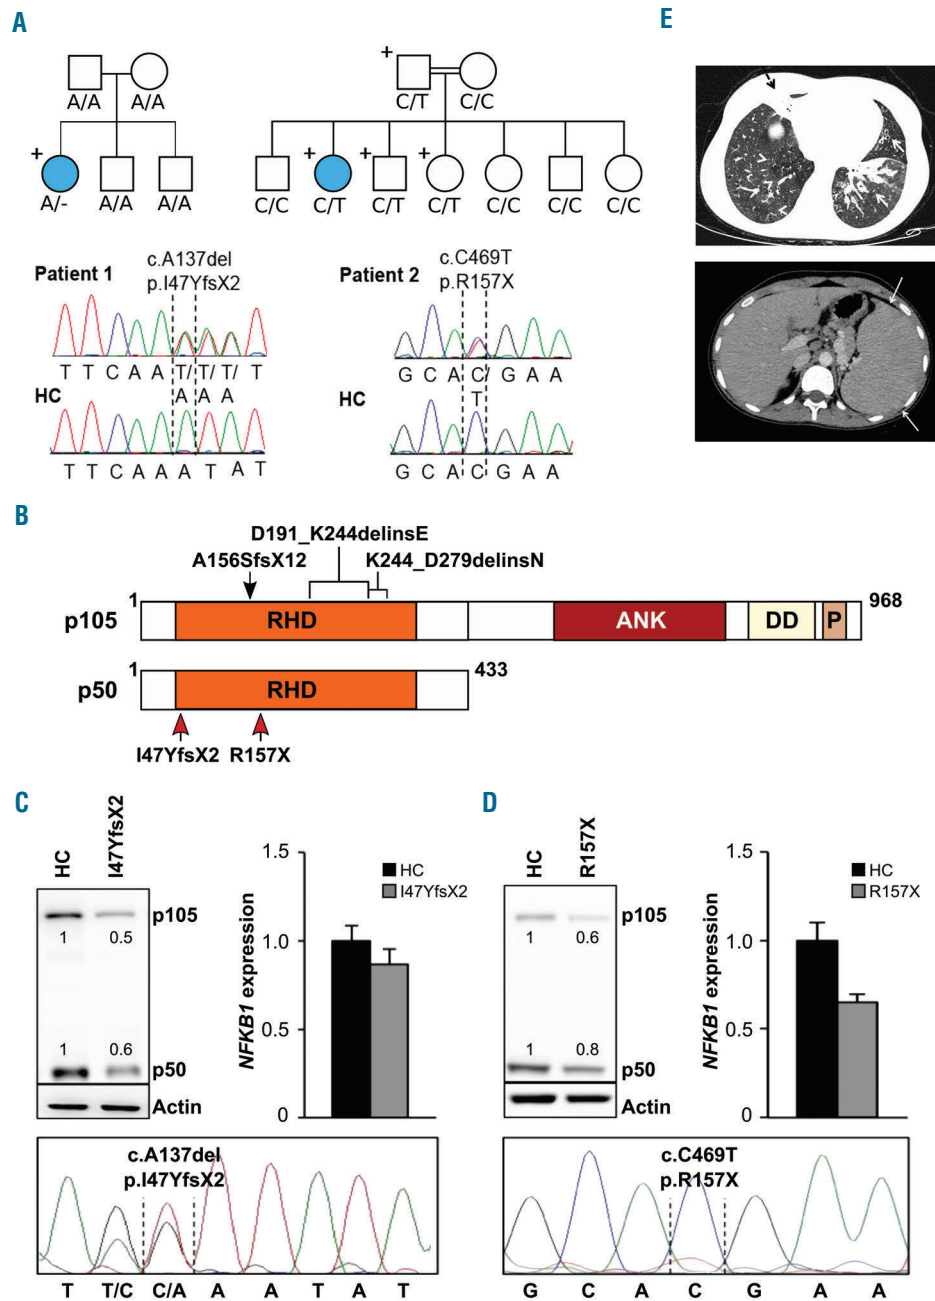 A
E
+
A/A A/A
C/T C/C
+ + + +
A/- A/A A/A
C/C C/T C/T C/T C/C C/C C/C
Patient 1
c.A137del
p.I47YfsX2
Patient 2
c.C469T
p.R157X
T T C A A T/ T/ T/ T
A A A
G C A C/ G A A
T
HC
T T C A A A T A T
HC
G C A C G A A
B
D191_K244delinsE
A156SfsX12
K244_D279delinsN
1
968
p105
RHD
ANK
DD
P
1
433
p50
RHD
I47YfsX2
R157X
C
HC
I47YfsX2
p105
1 0.5
1 0.6
p50
Actin
NFKB1 expression
1.5
1.0
0.5
0
HC
I47YfsX2
c.A137del
p.I47YfsX2
T T/C C/A A A T A T
D
HC
R157X
p105
1 0.6
1 0.8
p50
Actin
NFKB1 expression
1.5
1.0
0.5
0
HC
R157X
c.C469T
p.R157X
G C A C G A A